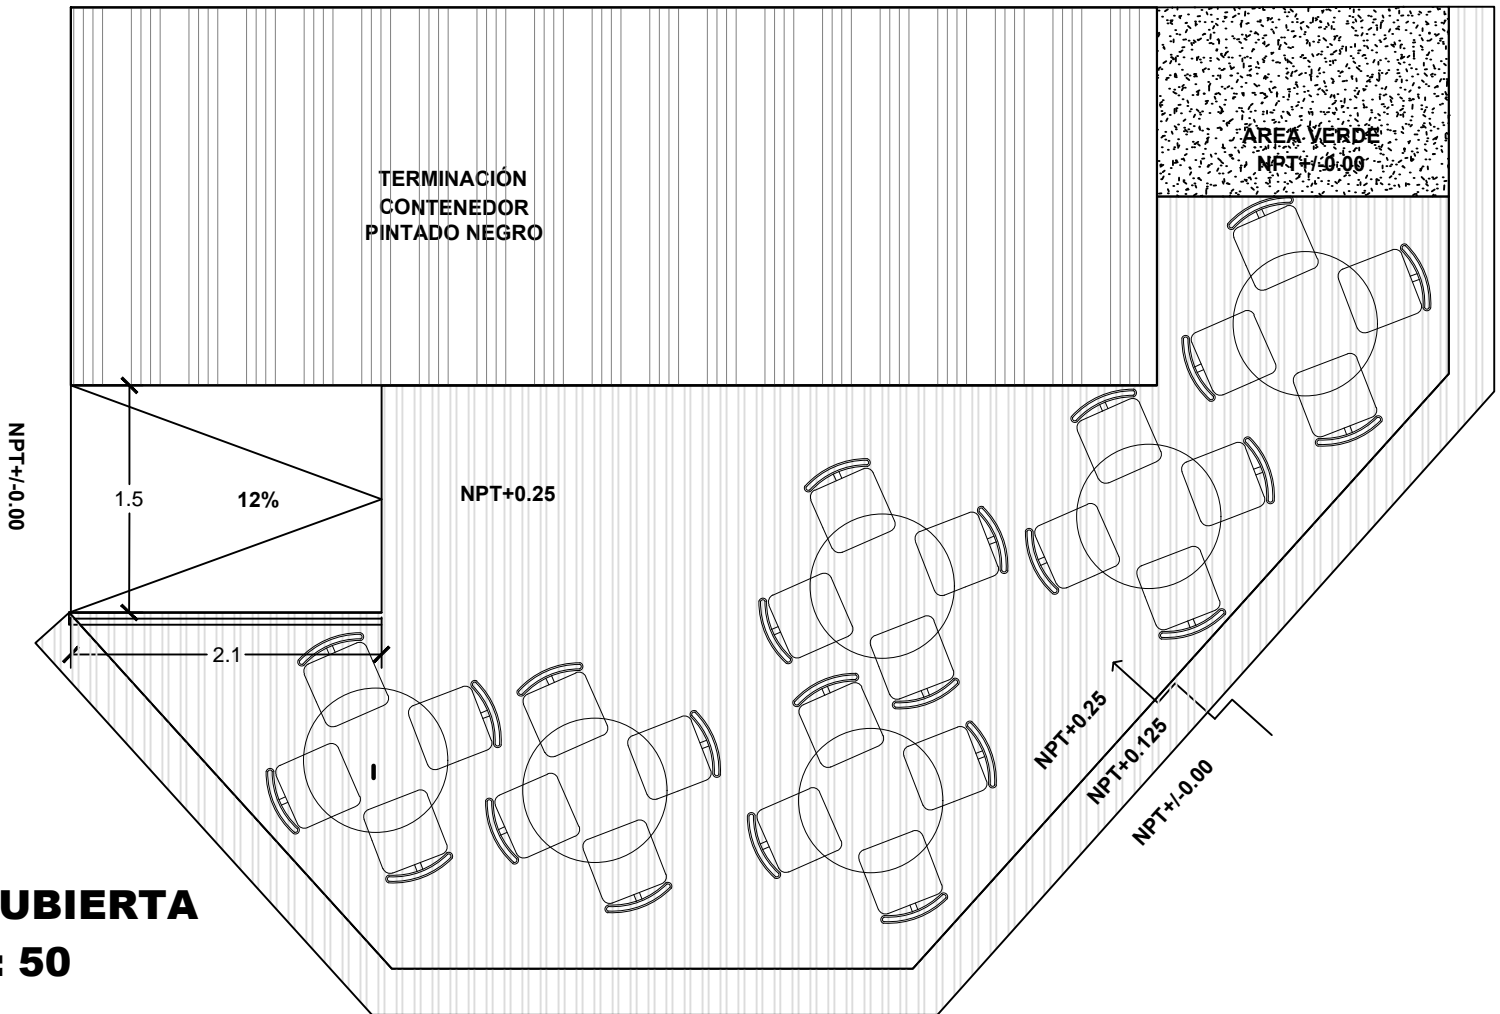 AREA VERDE
NPT+/-0.00
TERMINACIÓN
CONTENEDOR
PINTADO NEGRO
NPT+/-0.00
1.5
12%
NPT+0.25
2.1
NPT+0.25
NPT+0.125
NPT+/-0.00
UBIERTA
: 50